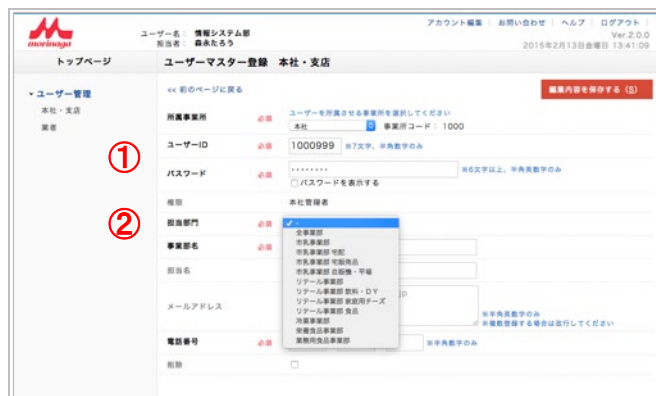 アカウント編集 | お問い合わせ | ヘルプ | ログアウト
morinaga
ユーザー名： 情報システム部
担当者： 森永たろう
Ver.2.0.0
2015年2月13日金曜日 13:41:09
トップページ
ユーザーマスター登録 本社・支店
ユーザー管理
本社・支店
業者
<< 前のページに戻る
編集内容を保存する (S)
所属事業所 必須 ユーザーを所属させる事業所を選択してください
本社 事業所コード： 1000
①
ユーザーID 必須 1000999 ※7文字、半角数字のみ
パスワード 必須 ········ ※6文字以上、半角英数字のみ
パスワードを表示する
権限 本社管理者
②
担当部門 必須 ✓ -
全事業部
市乳事業部
市乳事業部 宅配
市乳事業部 宅販商品
市乳事業部 自販機・平場
リテール事業部
リテール事業部 飲料・DY
リテール事業部 家庭用チーズ
リテール事業部 食品
冷菓事業部
栄養食品事業部
業務用食品事業部
事業部名 必須
担当名
メールアドレス jp
※半角英数字のみ
※複数登録する場合は改行してください
電話番号 必須 ※半角数字のみ
削除